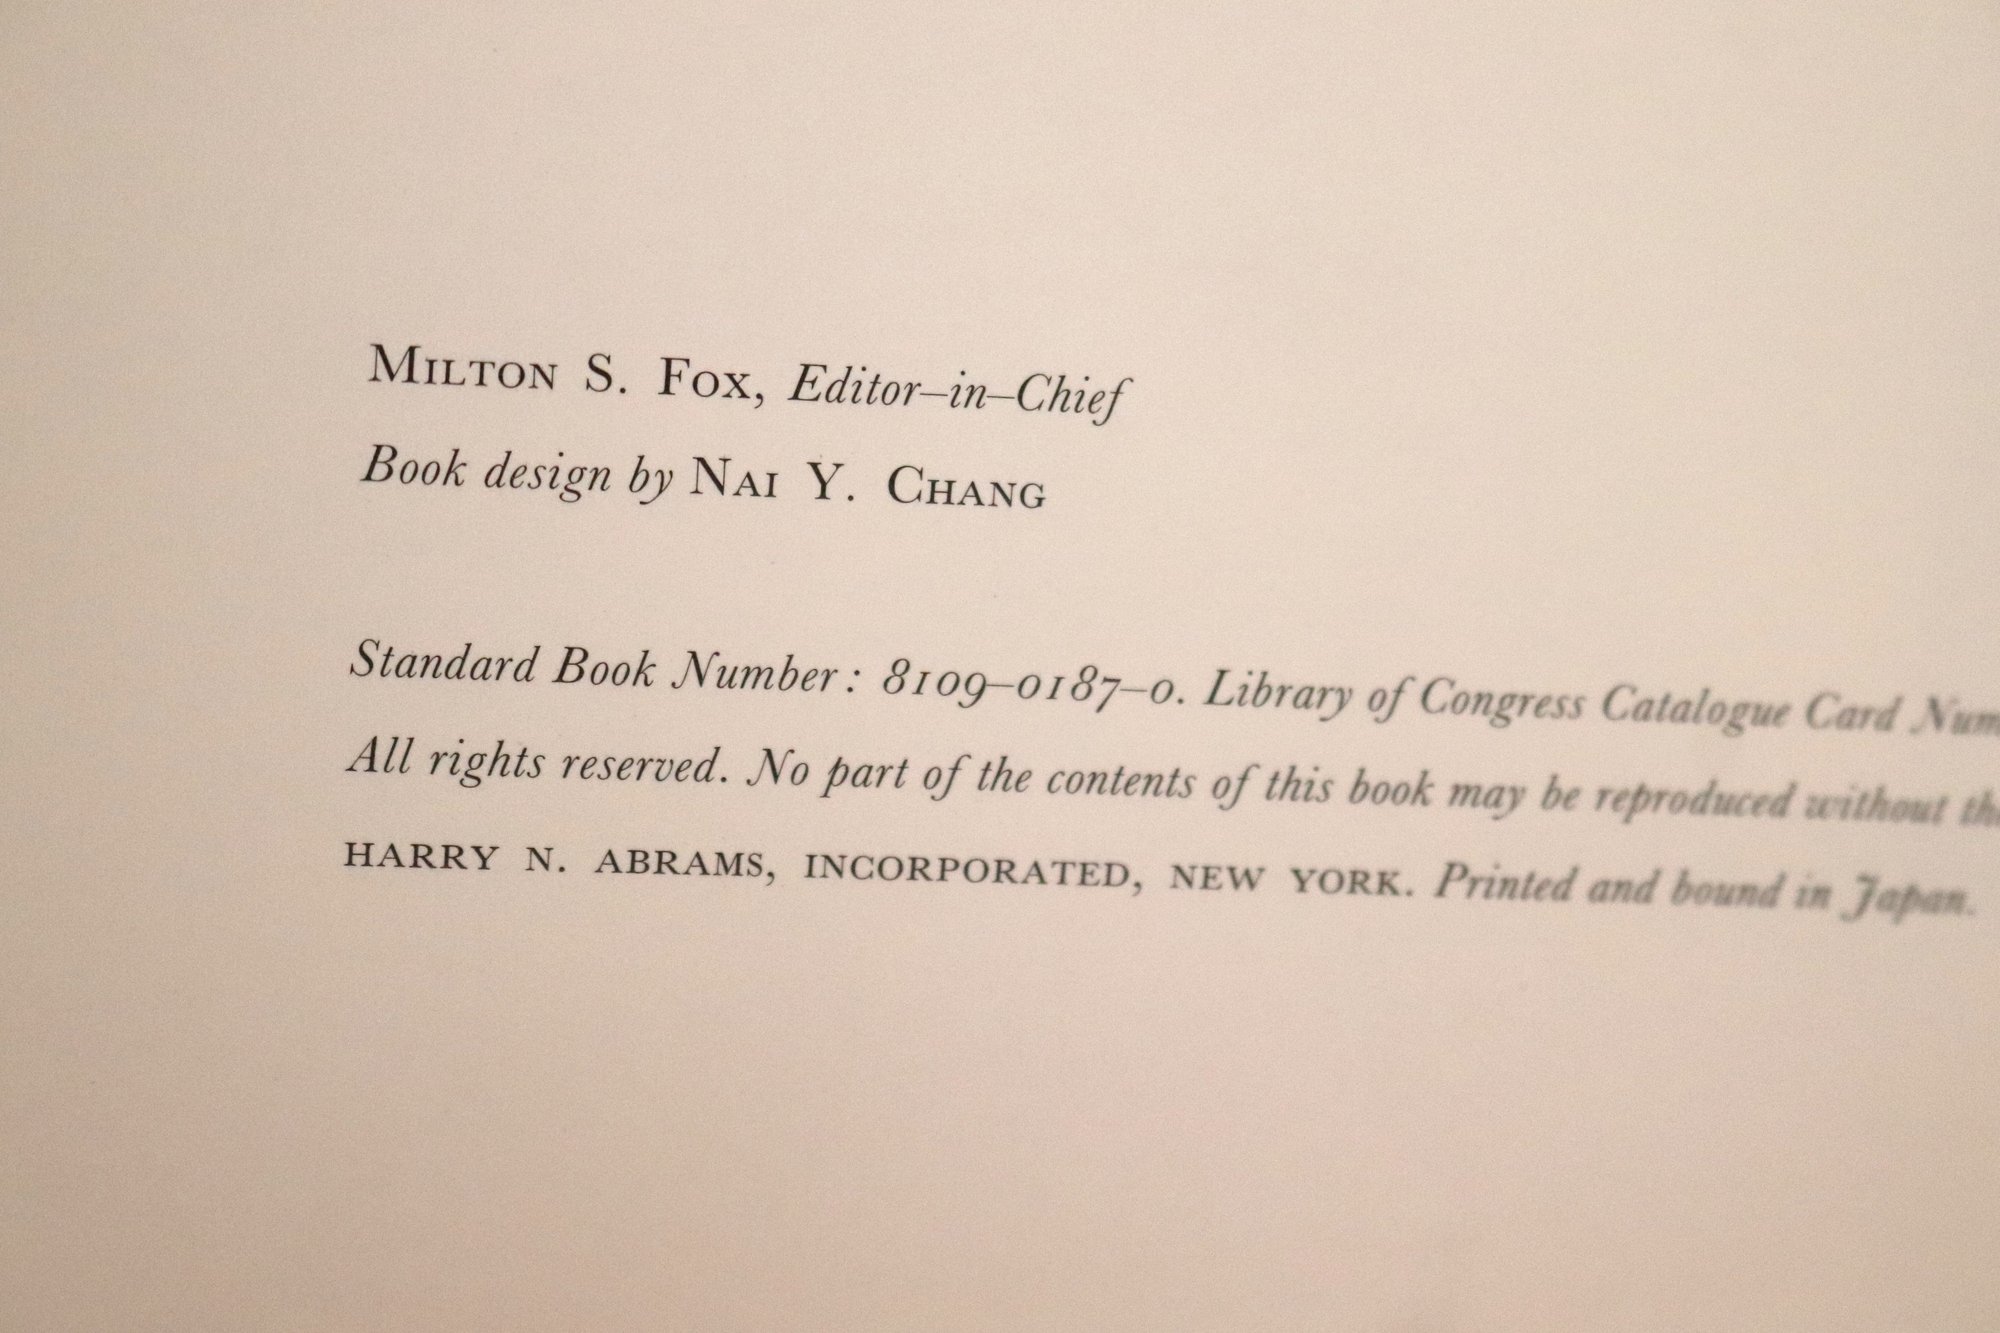 MILTON S. FOX, Editor–in–Chief
Book design by NAI Y. CHANG
Standard Book Number: 8109–0187–0. Library of Congress Catalogue Card
All rights reserved. No part of the contents of this book may be reproduced without
HARRY N. ABRAMS, INCORPORATED, NEW YORK. Printed and bound in Japan.